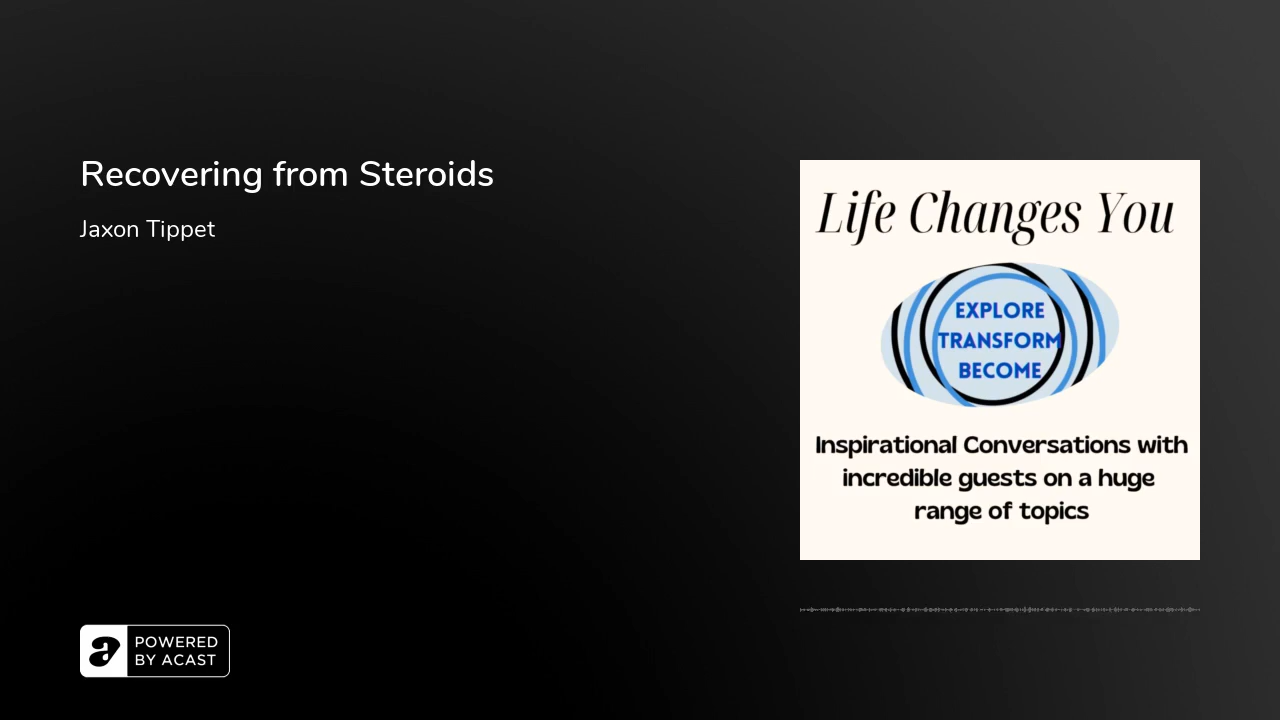 Recovering from Steroids
Jaxon Tippet
Life Changes You
EXPLORE
TRANSFORM
BECOME
Inspirational Conversations with
incredible guests on a huge
range of topics
a
POWERED
BY ACAST